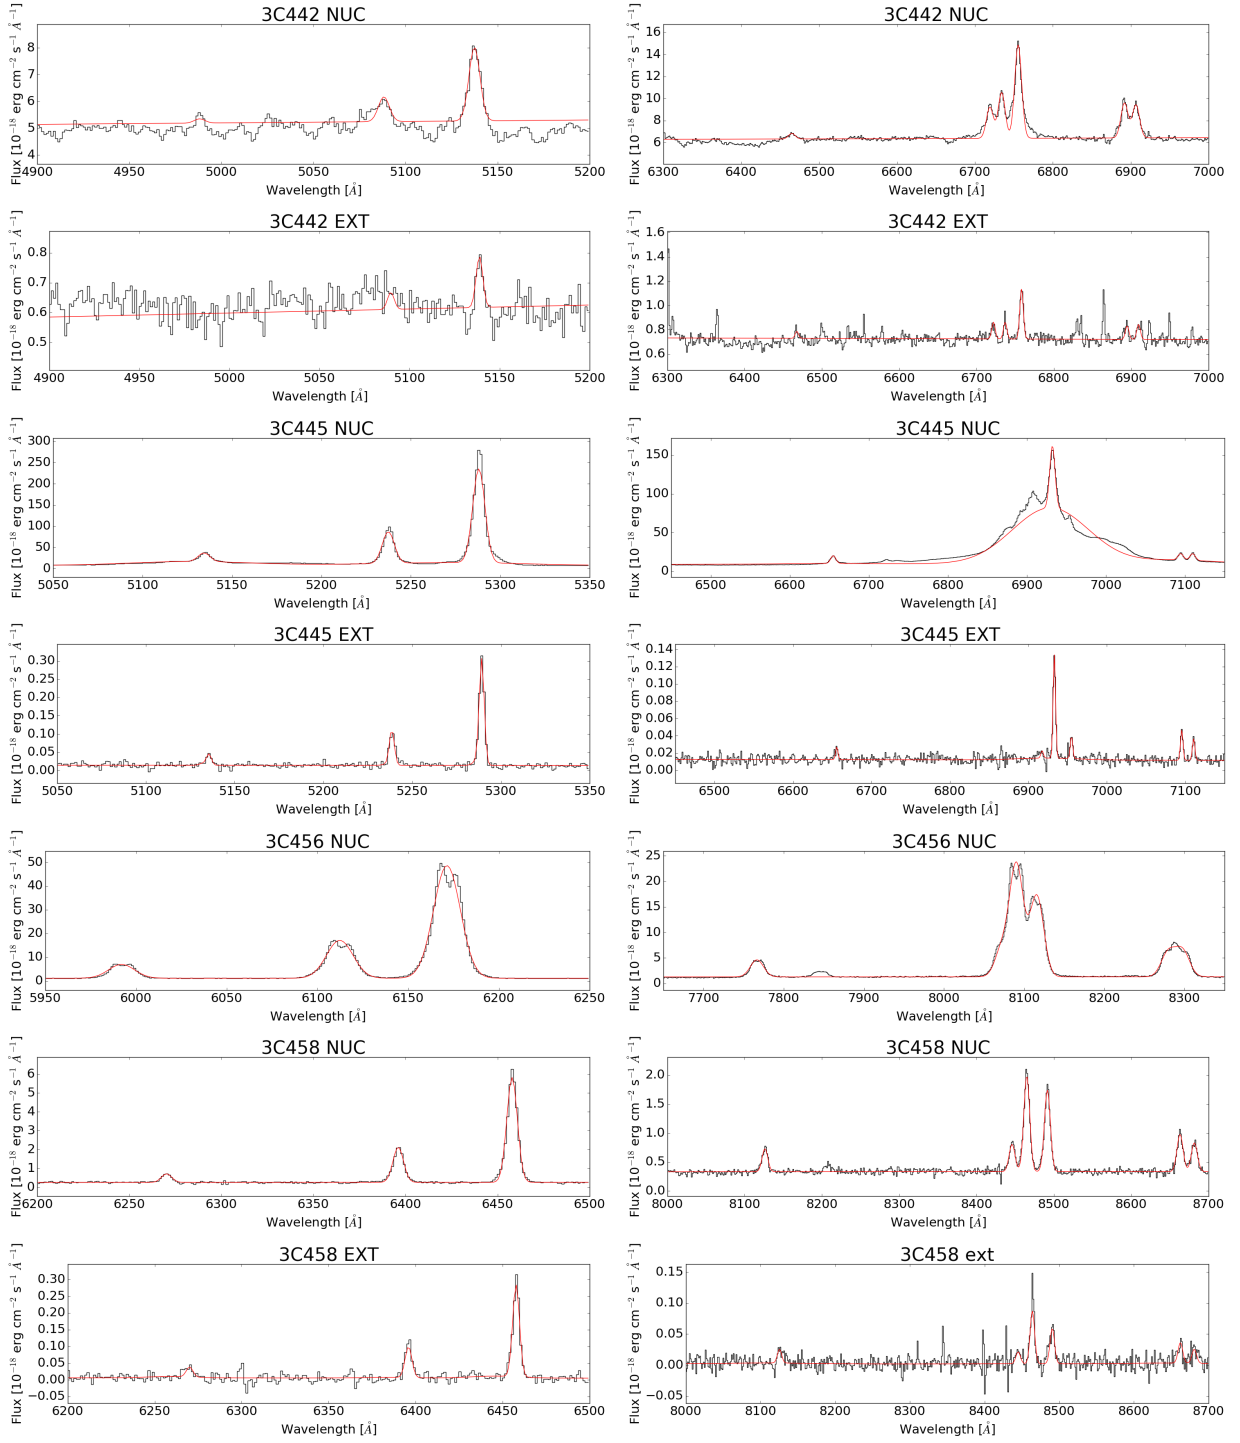 3C442 NUC
Flux [10⁻¹⁸ erg cm⁻² s⁻¹ Å⁻¹]
8
7
6
5
4
4900 4950 5000 5050 5100 5150 5200
Wavelength [Å]
3C442 NUC
Flux [10⁻¹⁸ erg cm⁻² s⁻¹ Å⁻¹]
16
14
12
10
8
6
6300 6400 6500 6600 6700 6800 6900 7000
Wavelength [Å]
3C442 EXT
Flux [10⁻¹⁸ erg cm⁻² s⁻¹ Å⁻¹]
0.8
0.7
0.6
0.5
4900 4950 5000 5050 5100 5150 5200
Wavelength [Å]
3C442 EXT
Flux [10⁻¹⁸ erg cm⁻² s⁻¹ Å⁻¹]
1.6
1.4
1.2
1.0
0.8
0.6
6300 6400 6500 6600 6700 6800 6900 7000
Wavelength [Å]
3C445 NUC
Flux [10⁻¹⁸ erg cm⁻² s⁻¹ Å⁻¹]
300
250
200
150
100
50
0
5050 5100 5150 5200 5250 5300 5350
Wavelength [Å]
3C445 NUC
Flux [10⁻¹⁸ erg cm⁻² s⁻¹ Å⁻¹]
150
100
50
0
6500 6600 6700 6800 6900 7000 7100
Wavelength [Å]
3C445 EXT
Flux [10⁻¹⁸ erg cm⁻² s⁻¹ Å⁻¹]
0.30
0.25
0.20
0.15
0.10
0.05
0.00
5050 5100 5150 5200 5250 5300 5350
Wavelength [Å]
3C445 EXT
Flux [10⁻¹⁸ erg cm⁻² s⁻¹ Å⁻¹]
0.14
0.12
0.10
0.08
0.06
0.04
0.02
0.00
6500 6600 6700 6800 6900 7000 7100
Wavelength [Å]
3C456 NUC
Flux [10⁻¹⁸ erg cm⁻² s⁻¹ Å⁻¹]
50
40
30
20
10
0
5950 6000 6050 6100 6150 6200 6250
Wavelength [Å]
3C456 NUC
Flux [10⁻¹⁸ erg cm⁻² s⁻¹ Å⁻¹]
25
20
15
10
5
0
7700 7800 7900 8000 8100 8200 8300
Wavelength [Å]
3C458 NUC
Flux [10⁻¹⁸ erg cm⁻² s⁻¹ Å⁻¹]
6
5
4
3
2
1
0
6200 6250 6300 6350 6400 6450 6500
Wavelength [Å]
3C458 NUC
Flux [10⁻¹⁸ erg cm⁻² s⁻¹ Å⁻¹]
2.0
1.5
1.0
0.5
0.0
8000 8100 8200 8300 8400 8500 8600 8700
Wavelength [Å]
3C458 EXT
Flux [10⁻¹⁸ erg cm⁻² s⁻¹ Å⁻¹]
0.30
0.25
0.20
0.15
0.10
0.05
0.00
−0.05
6200 6250 6300 6350 6400 6450 6500
Wavelength [Å]
3C458 ext
Flux [10⁻¹⁸ erg cm⁻² s⁻¹ Å⁻¹]
0.15
0.10
0.05
0.00
−0.05
8000 8100 8200 8300 8400 8500 8600 8700
Wavelength [Å]